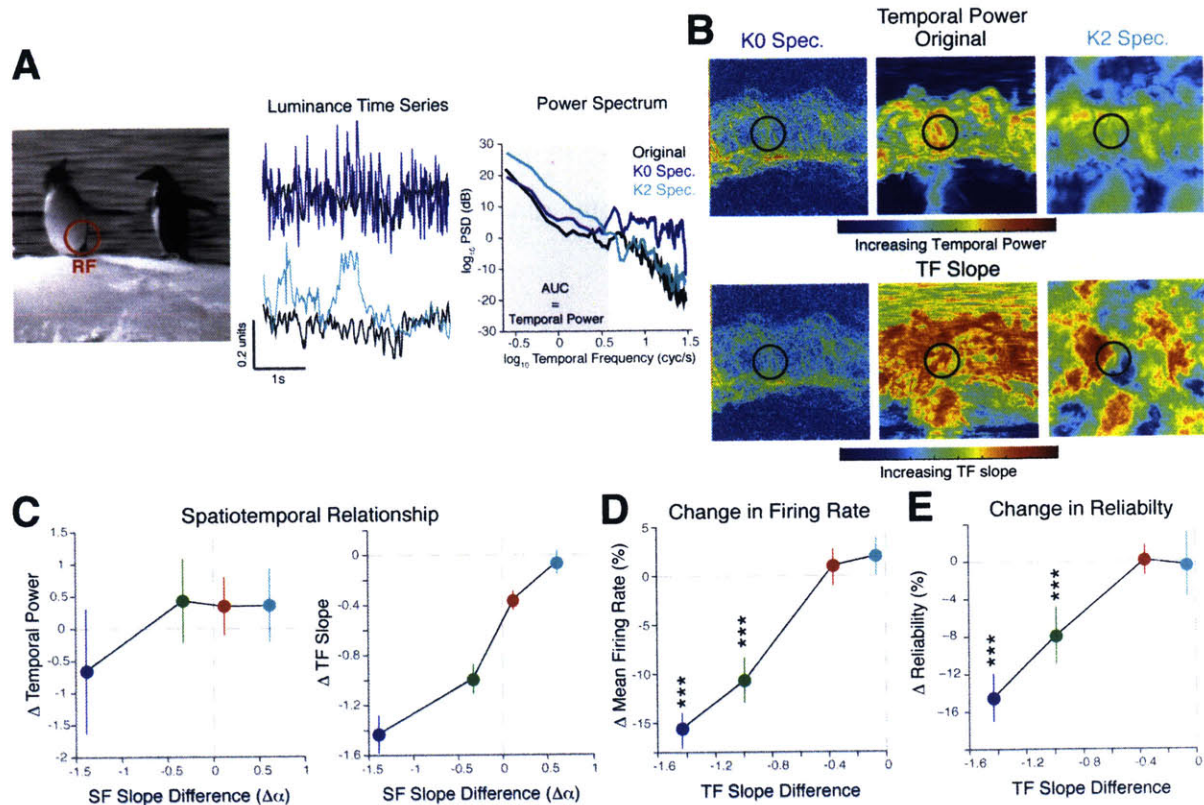 A
Luminance Time Series
Power Spectrum
RF
0.2 units
1s
Original
K0 Spec.
K2 Spec.
30
20
10
0
-10
-20
-30
log₁₀ PSD (dB)
AUC
=
Temporal Power
-0.5 0 0.5 1 1.5
log₁₀ Temporal Frequency (cyc/s)
B
Temporal Power
K0 Spec. Original K2 Spec.
Increasing Temporal Power
TF Slope
Increasing TF slope
C
Spatiotemporal Relationship
Δ Temporal Power
1.5
1
0.5
0
-0.5
-1
-1.5
-2
-1.5 -1 -0.5 0 0.5 1
SF Slope Difference (Δα)
Δ TF Slope
0
-0.4
-0.8
-1.2
-1.6
-1.5 -1 -0.5 0 0.5 1
SF Slope Difference (Δα)
D
Change in Firing Rate
Δ Mean Firing Rate (%)
5
0
-5
-10
-15
***
***
-1.6 -1.2 -0.8 -0.4 0
TF Slope Difference
E
Change in Reliabilty
Δ Reliability (%)
4
0
-4
-8
-12
-16
***
***
-1.6 -1.2 -0.8 -0.4 0
TF Slope Difference